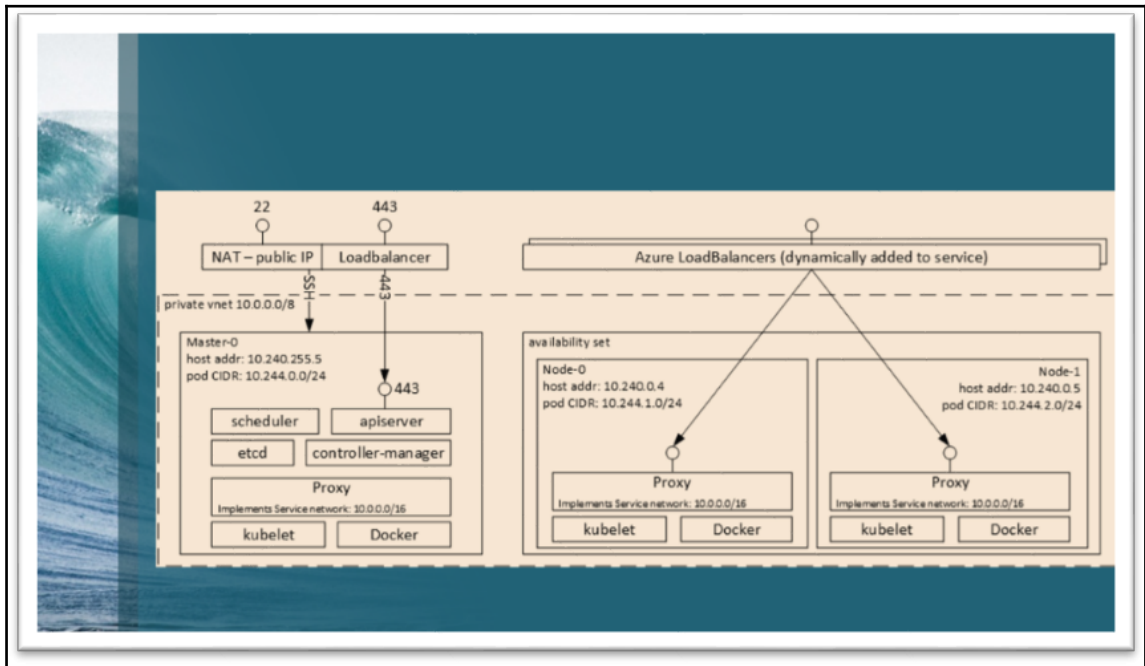 22
443
NAT – public IP
Loadbalancer
SSH
443
private vnet 10.0.0.0/8
Master-0
host addr: 10.240.255.5
pod CIDR: 10.244.0.0/24
443
scheduler
apiserver
etcd
controller-manager
Proxy
Implements Service network: 10.0.0.0/16
kubelet
Docker
Azure LoadBalancers (dynamically added to service)
availability set
Node-0
host addr: 10.240.0.4
pod CIDR: 10.244.1.0/24
Proxy
Implements Service network: 10.0.0.0/16
kubelet
Docker
Node-1
host addr: 10.240.0.5
pod CIDR: 10.244.2.0/24
Proxy
Implements Service network: 10.0.0.0/16
kubelet
Docker